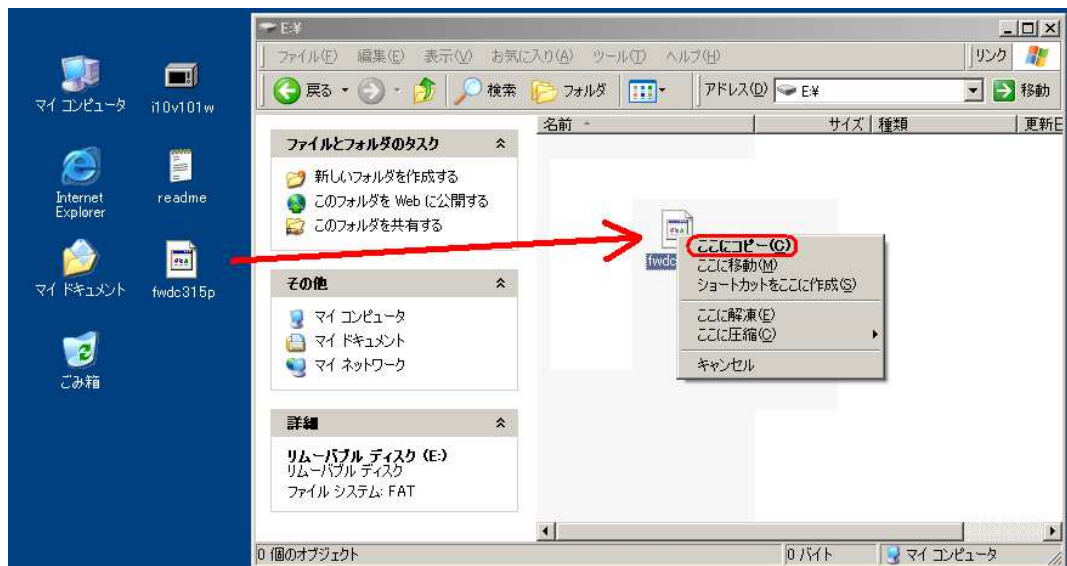 マイ コンピュータ
i10v101w
Internet
Explorer
readme
マイ ドキュメント
fwdc315p
ごみ箱
E:¥
ファイル(F) 編集(E) 表示(V) お気に入り(A) ツール(T) ヘルプ(H)
リンク
戻る
検索
フォルダ
アドレス(D)
E:¥
移動
名前
サイズ
種類
更新
ファイルとフォルダのタスク
新しいフォルダを作成する
このフォルダを Web に公開する
このフォルダを共有する
その他
マイ コンピュータ
マイ ドキュメント
マイ ネットワーク
詳細
リムーバブル ディスク (E:)
リムーバブル ディスク
ファイル システム: FAT
fwdc
ここにコピー(C)
ここに移動(M)
ショートカットをここに作成(S)
ここに解凍(E)
ここに圧縮(C)
キャンセル
0 個のオブジェクト
0 バイト
マイ コンピュータ